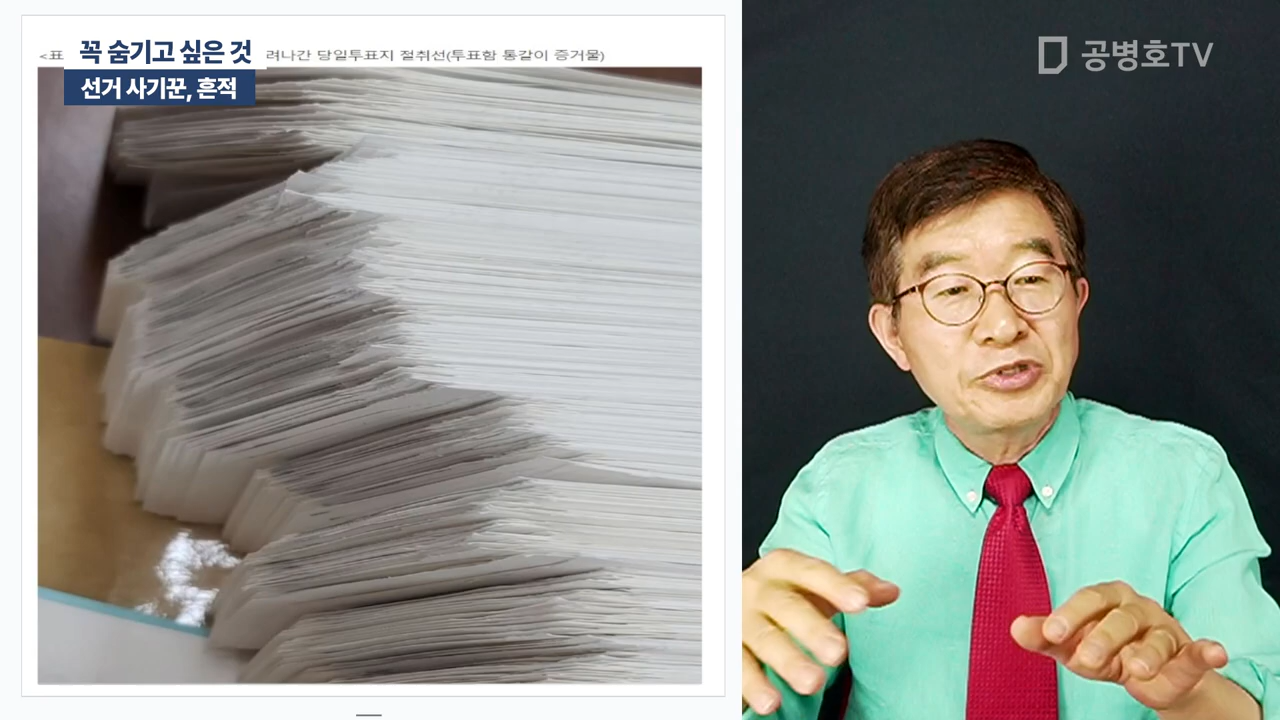 꼭 숨기고 싶은 것
<표 려나간 당일투표지 절취선(투표함 통갈이 증거물)
선거 사기꾼, 흔적
공병호TV